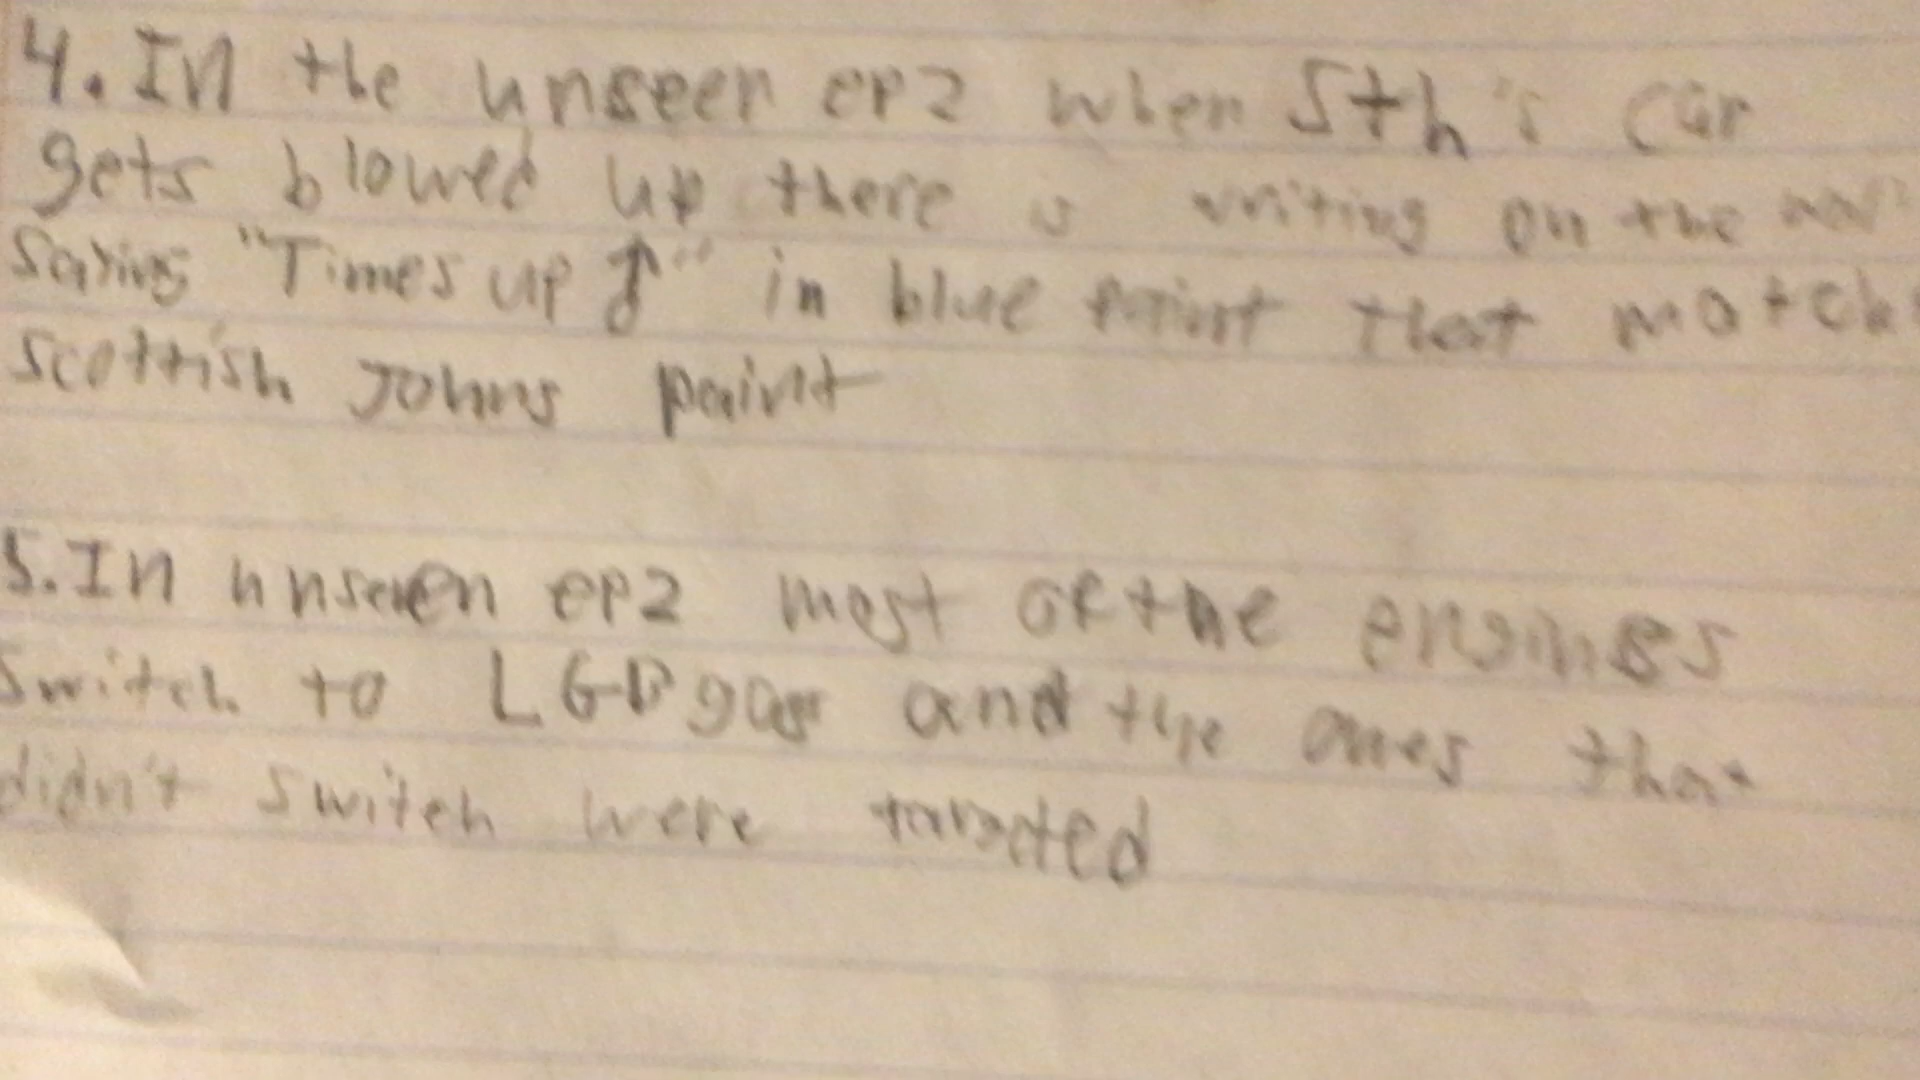 4. In the unseen ep2 when Sth's car
gets blowed up there is writing on the
Saying "Times up ↑" in blue paint that
Scottish Johns paint
5. In unseen ep2 most of the engines
Switch to gas and the ones that
didn't switch were targeted